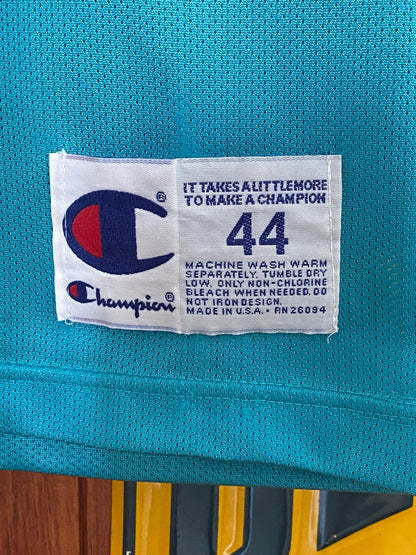 ®
IT TAKES A LITTLE MORE
TO MAKE A CHAMPION
44
Champion®
MACHINE WASH WARM
SEPARATELY. TUMBLE DRY
LOW. ONLY NON-CHLORINE
BLEACH WHEN NEEDED. DO
NOT IRON DESIGN.
MADE IN U.S.A. • RN 26094